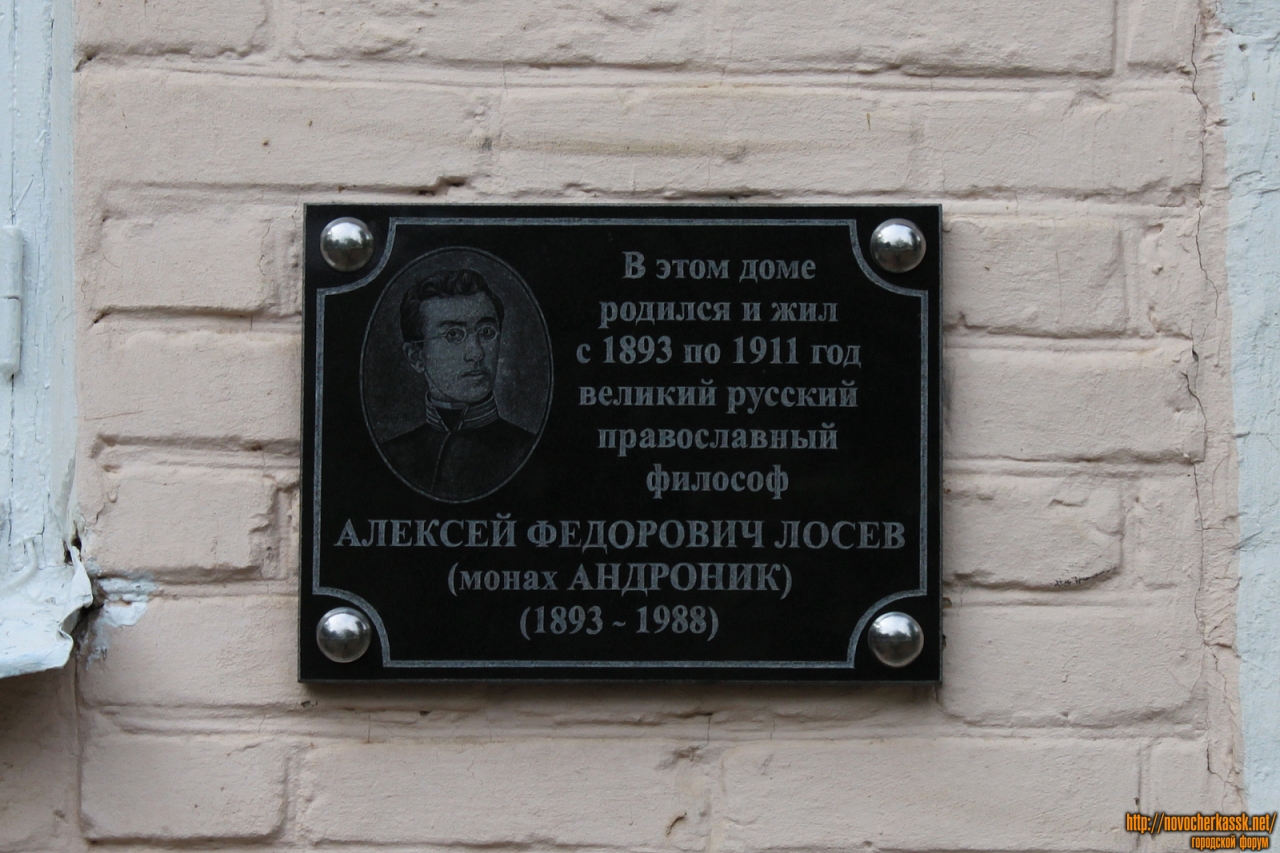 В этом доме
родился и жил
с 1893 по 1911 год
великий русский
православный
философ
АЛЕКСЕЙ ФЕДОРОВИЧ ЛОСЕВ
(монах АНДРОНИК)
(1893 - 1988)
http://novocherkassk.net/
городской форум